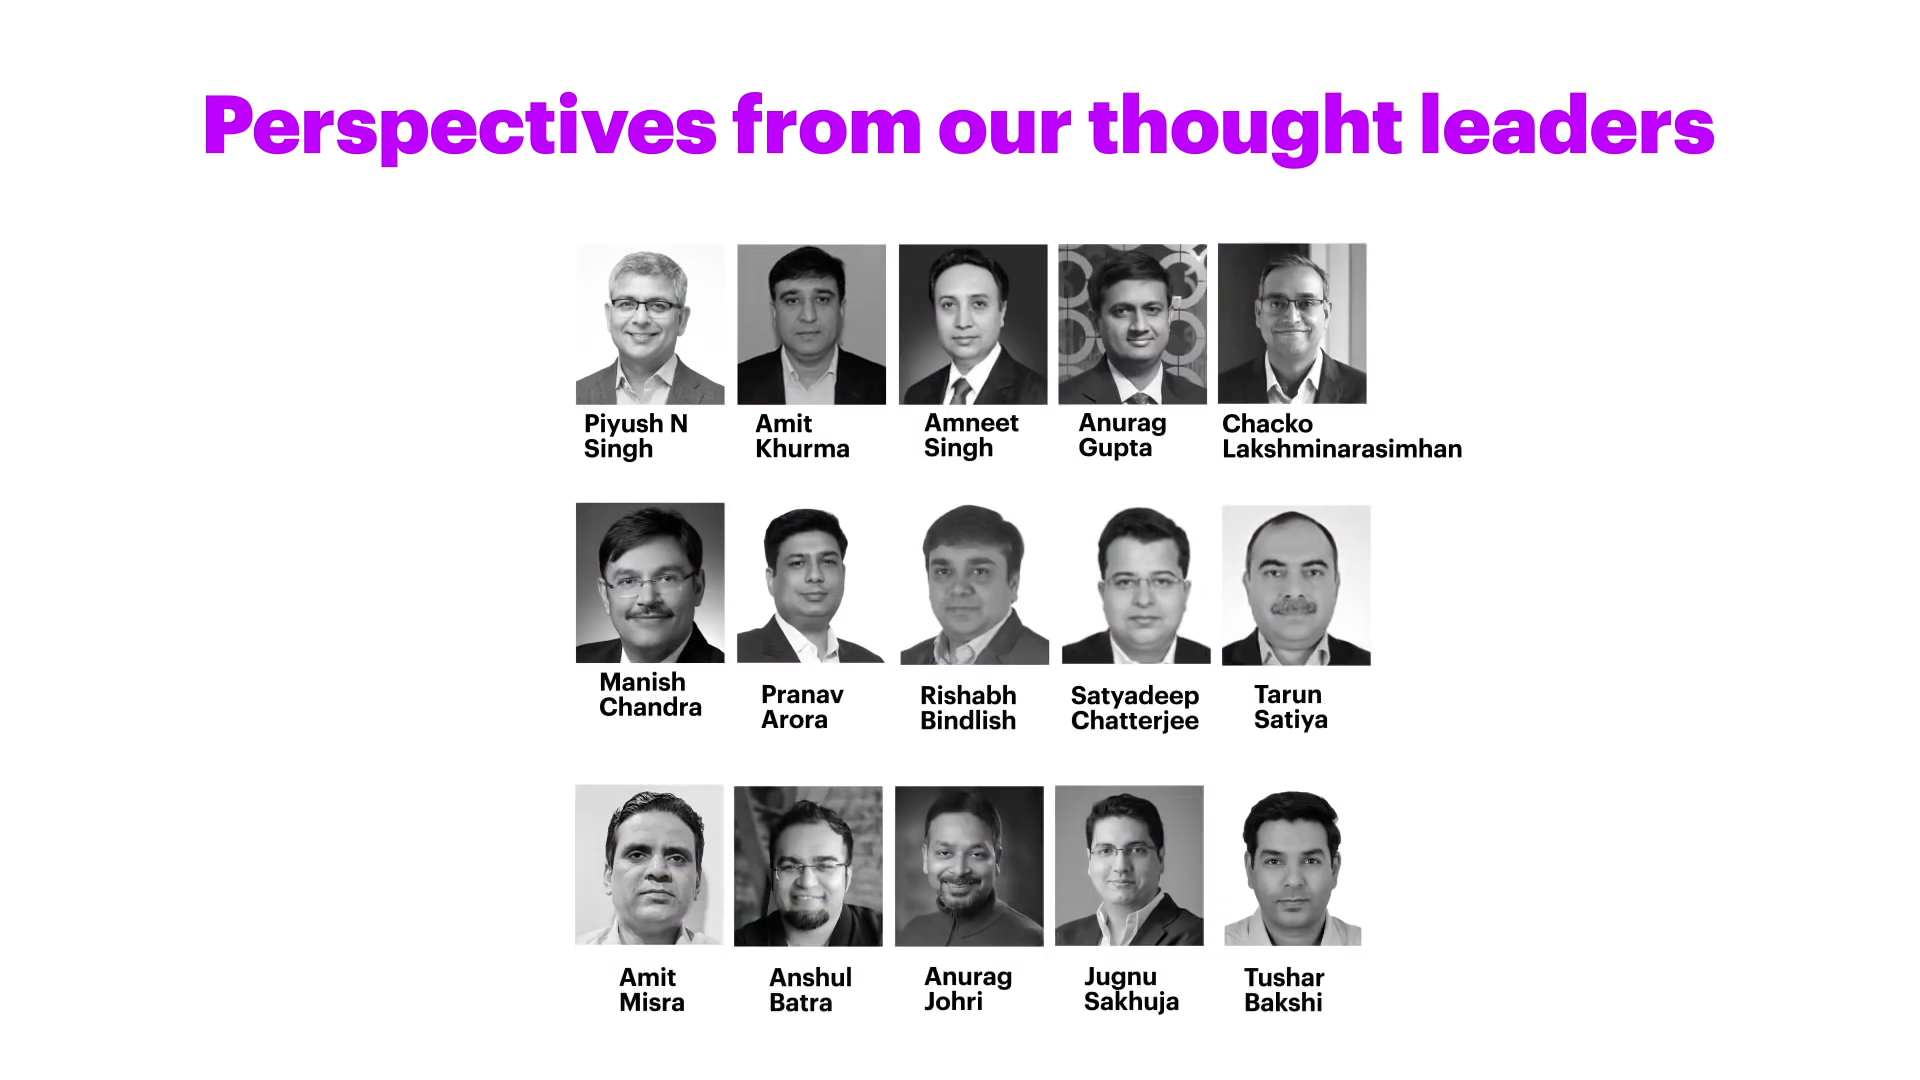 Perspectives from our thought leaders
Piyush N
Singh
Amit
Khurma
Amneet
Singh
Anurag
Gupta
Chacko
Lakshminarasimhan
Manish
Chandra
Pranav
Arora
Rishabh
Bindlish
Satyadeep
Chatterjee
Tarun
Satiya
Amit
Misra
Anshul
Batra
Anurag
Johri
Jugnu
Sakhuja
Tushar
Bakshi